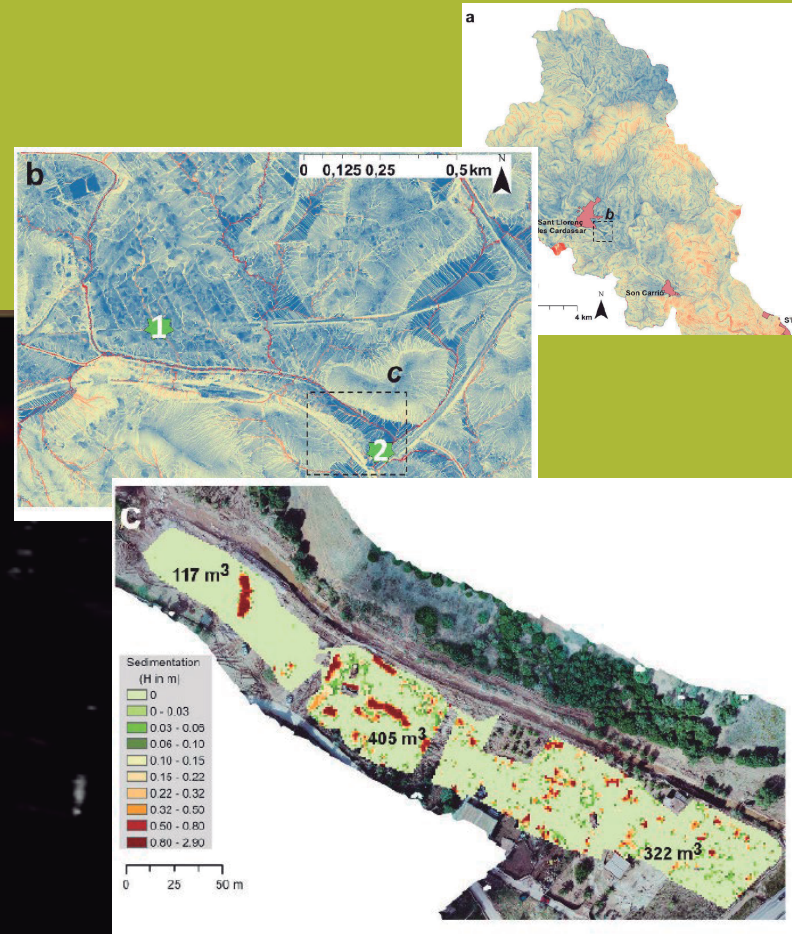 a
Sant Llorenç
des Cardassar
b
Son Carrió
N
4 km
b
0 0,125 0,25 0,5 km
N
1
C
2
C
117 m³
405 m³
322 m³
Sedimentation
(H in m)
0
0 - 0.03
0.03 - 0.06
0.06 - 0.10
0.10 - 0.15
0.15 - 0.22
0.22 - 0.32
0.32 - 0.50
0.50 - 0.80
0.80 - 2.90
0 25 50 m